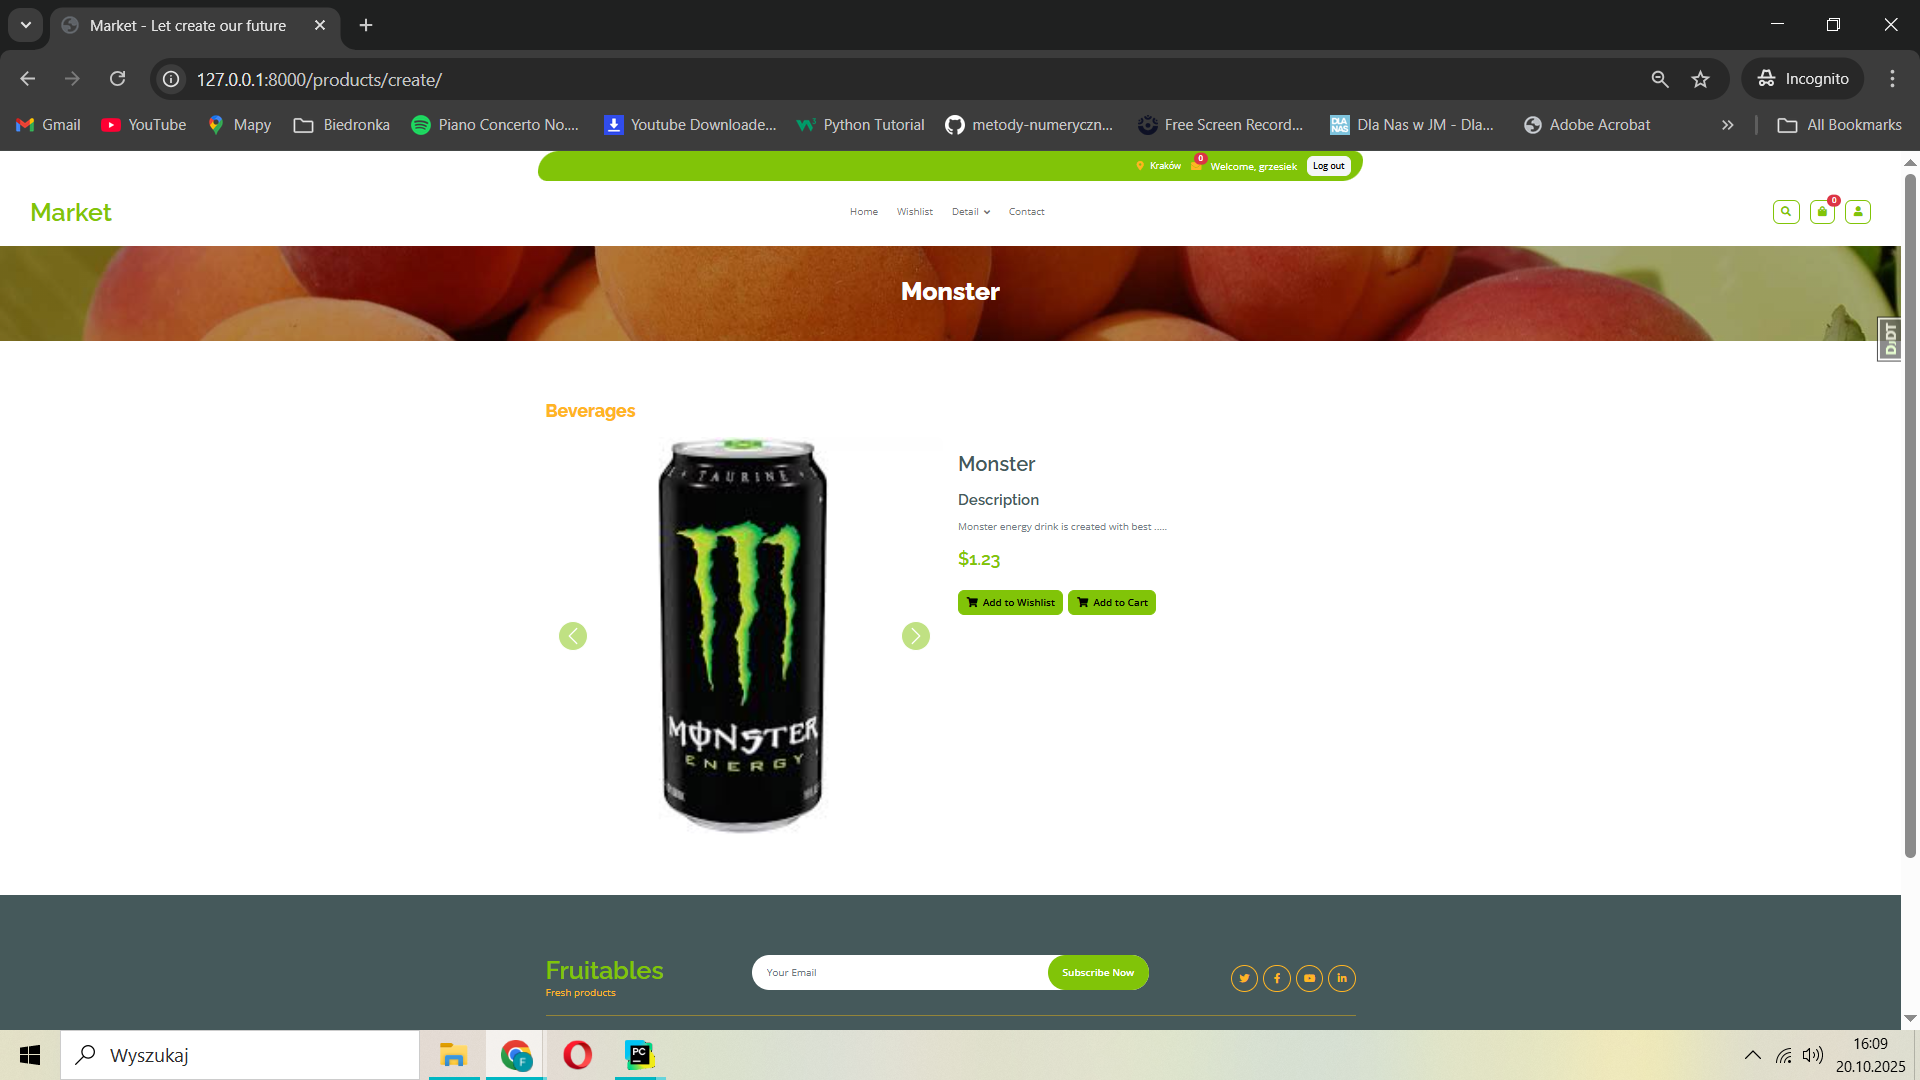 Market - Let create our future
127.0.0.1:8000/products/create/
Incognito
Gmail
YouTube
Mapy
Biedronka
Piano Concerto No....
Youtube Downloade...
Python Tutorial
metody-numeryczn...
Free Screen Record...
DLA NAS
Dla Nas w JM - Dla...
Adobe Acrobat
All Bookmarks
Kraków
0
Welcome, grzesiek
Log out
Market
Home
Wishlist
Detail
Contact
0
Monster
DjDT
Beverages
TAURINE
MONSTER
ENERGY
Monster
Description
Monster energy drink is created with best .....
$1.23
Add to Wishlist
Add to Cart
Fruitables
Fresh products
Your Email
Subscribe Now
Wyszukaj
F
PC
16:09
20.10.2025